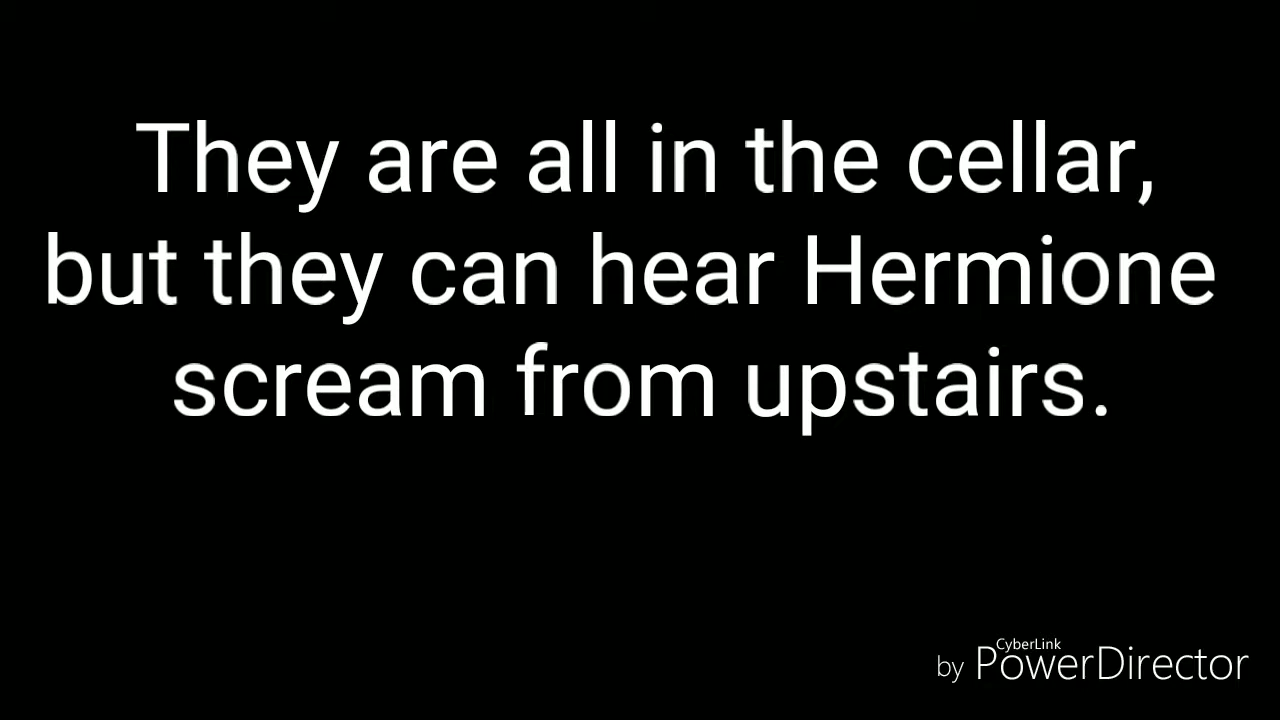 They are all in the cellar,
but they can hear Hermione
scream from upstairs.
CyberLink
by PowerDirector